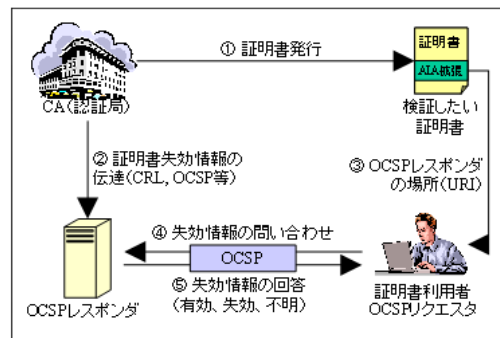 ① 証明書発行
証明書
AIA拡張
CA(認証局)
検証したい
証明書
② 証明書失効情報の
伝達(CRL, OCSP等)
③ OCSPレスポンダ
の場所(URI)
④ 失効情報の問い合わせ
OCSP
⑤ 失効情報の回答
(有効、失効、不明)
OCSPレスポンダ
証明書利用者
OCSPリクエスタ